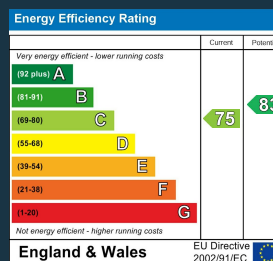 Energy Efficiency Rating
Current
Very energy efficient - lower running costs
(92 plus) A
(81-91) B
83
(69-80) C
75
(55-68) D
(39-54) E
(21-38) F
(1-20) G
Not energy efficient - higher running costs
England & Wales
EU Directive
2002/91/EC